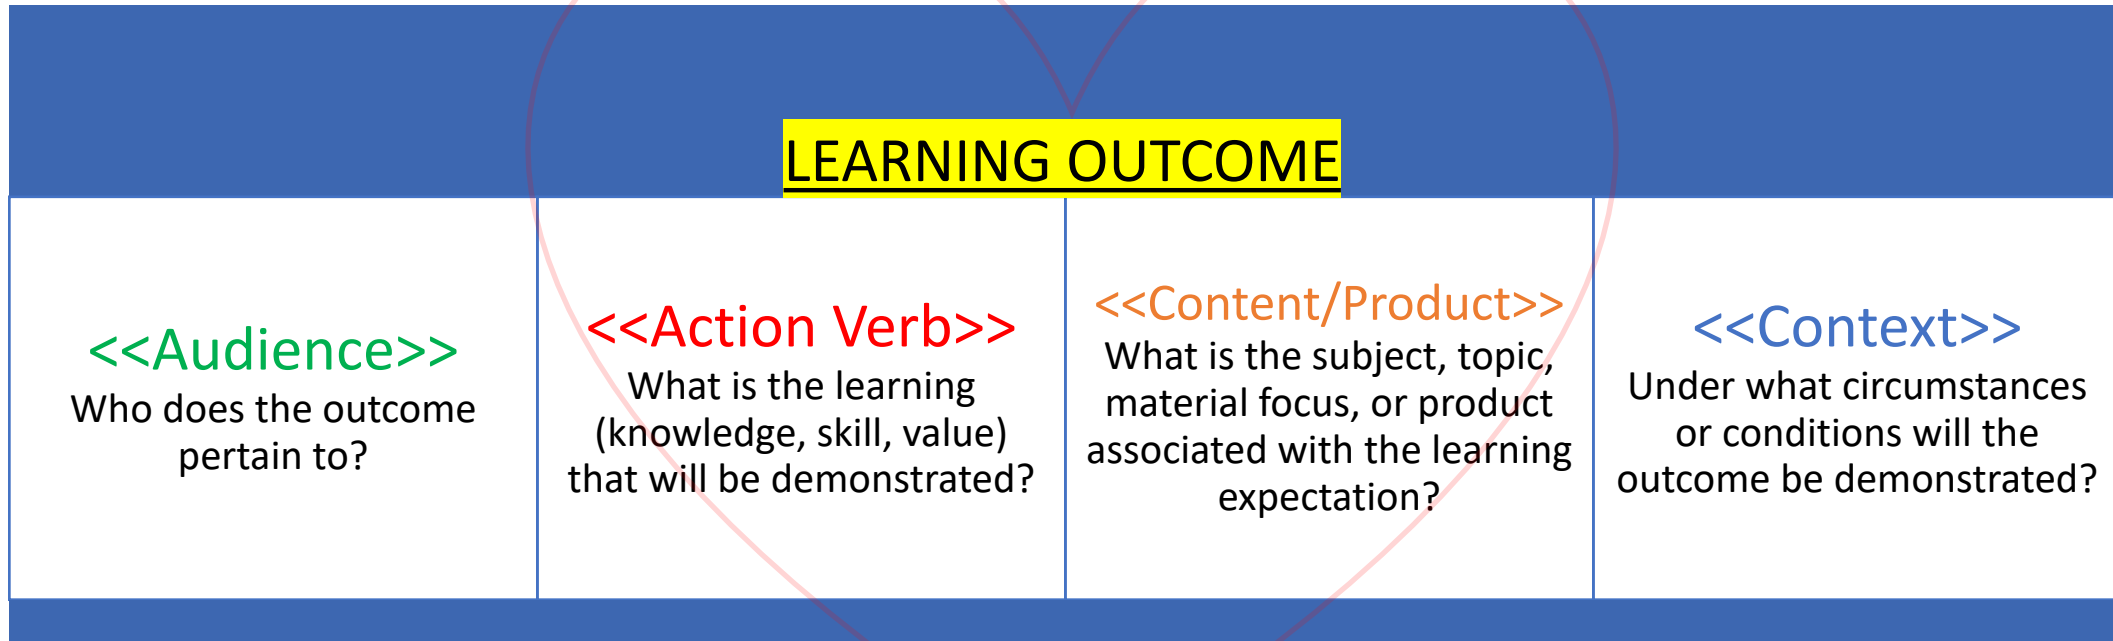 LEARNING OUTCOME
<<Audience>>
Who does the outcome
pertain to?
<<Action Verb>>
What is the learning
(knowledge, skill, value)
that will be demonstrated?
<<Content/Product>>
What is the subject, topic,
material focus, or product
associated with the learning
expectation?
<<Context>>
Under what circumstances
or conditions will the
outcome be demonstrated?